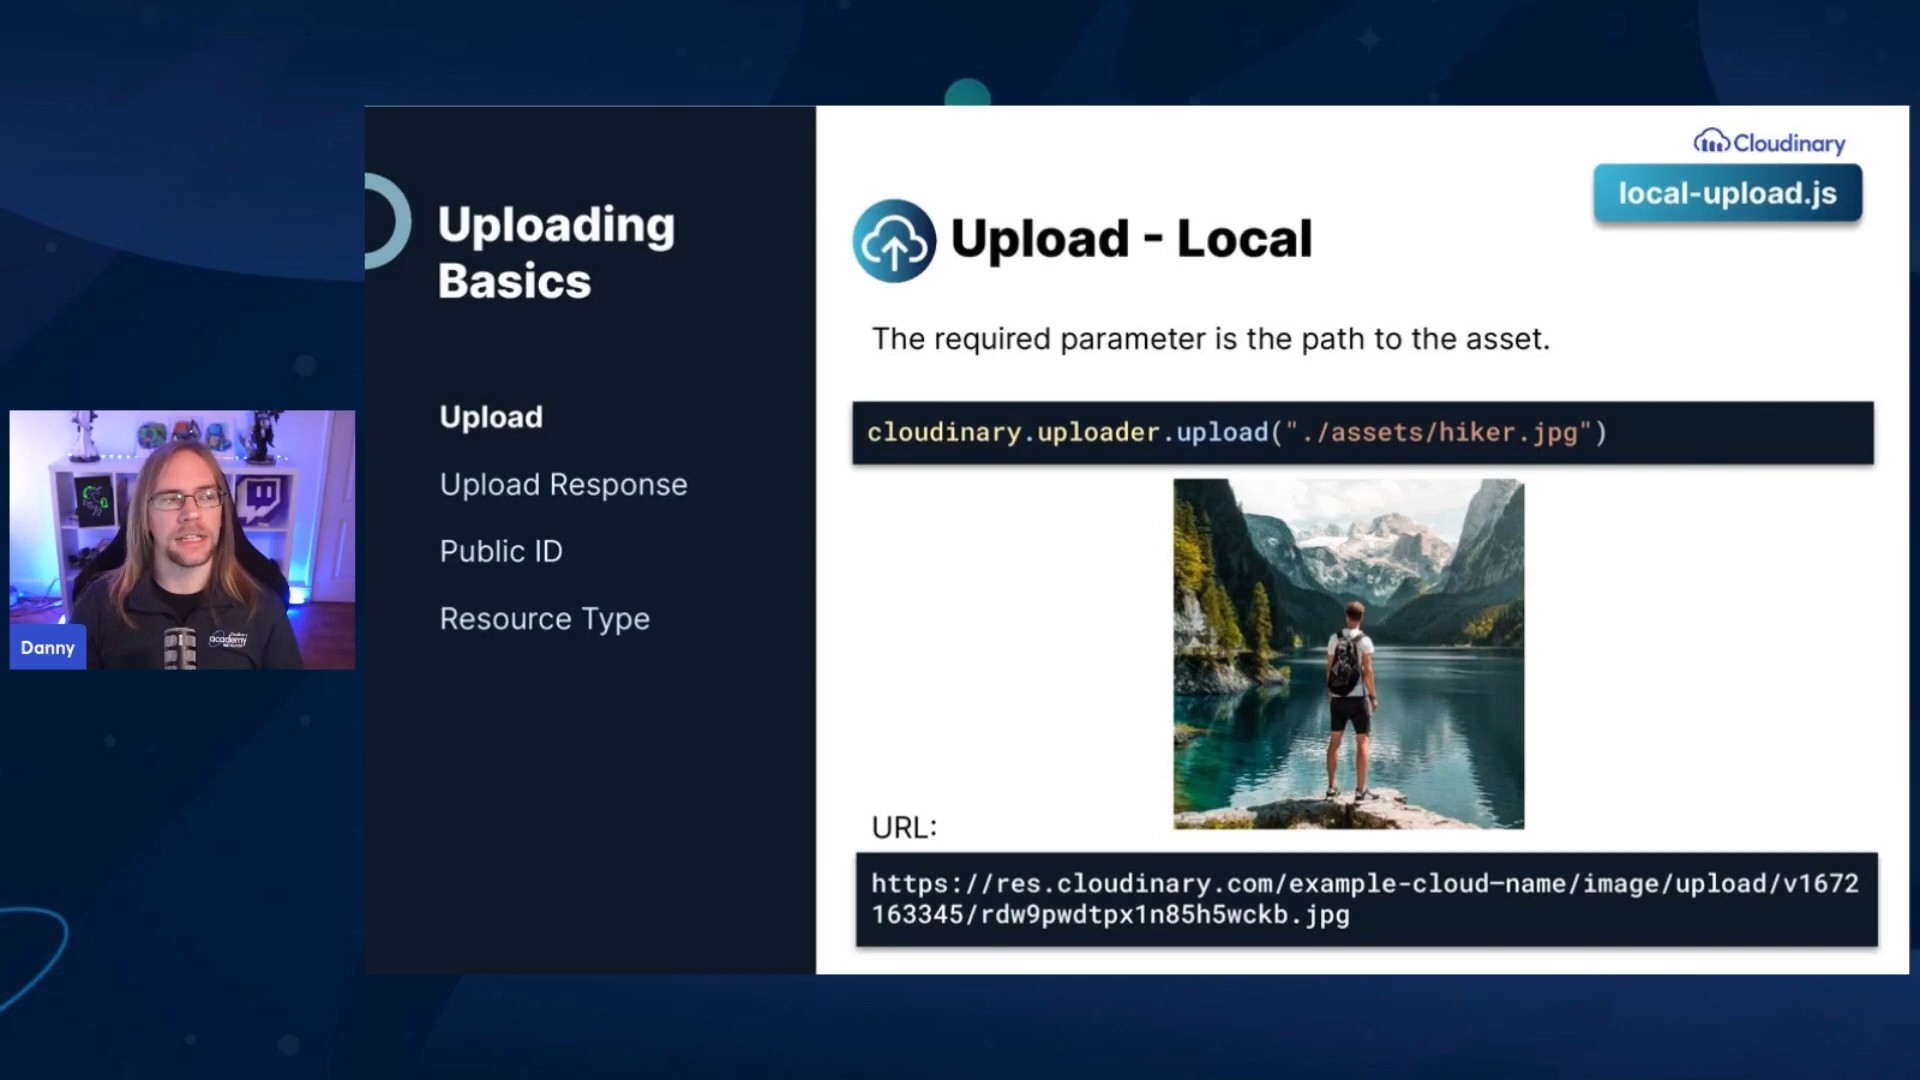 Cloudinary
local-upload.js
Uploading
Basics
Upload
Upload Response
Public ID
Resource Type
Upload - Local
The required parameter is the path to the asset.
cloudinary.uploader.upload("./assets/hiker.jpg")
URL:
https://res.cloudinary.com/example-cloud-name/image/upload/v1672
163345/rdw9pwdtpx1n85h5wckb.jpg
academy
Danny